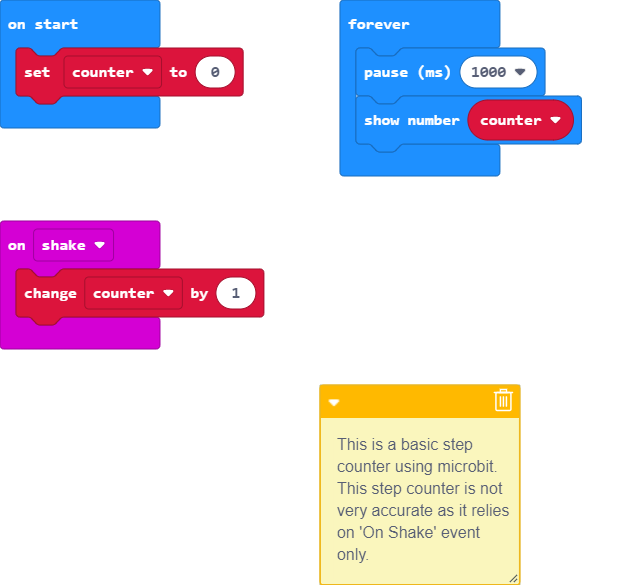 on start
set counter to 0
forever
pause (ms) 1000
show number counter
on shake
change counter by 1
This is a basic step
counter using microbit.
This step counter is not
very accurate as it relies
on 'On Shake' event
only.